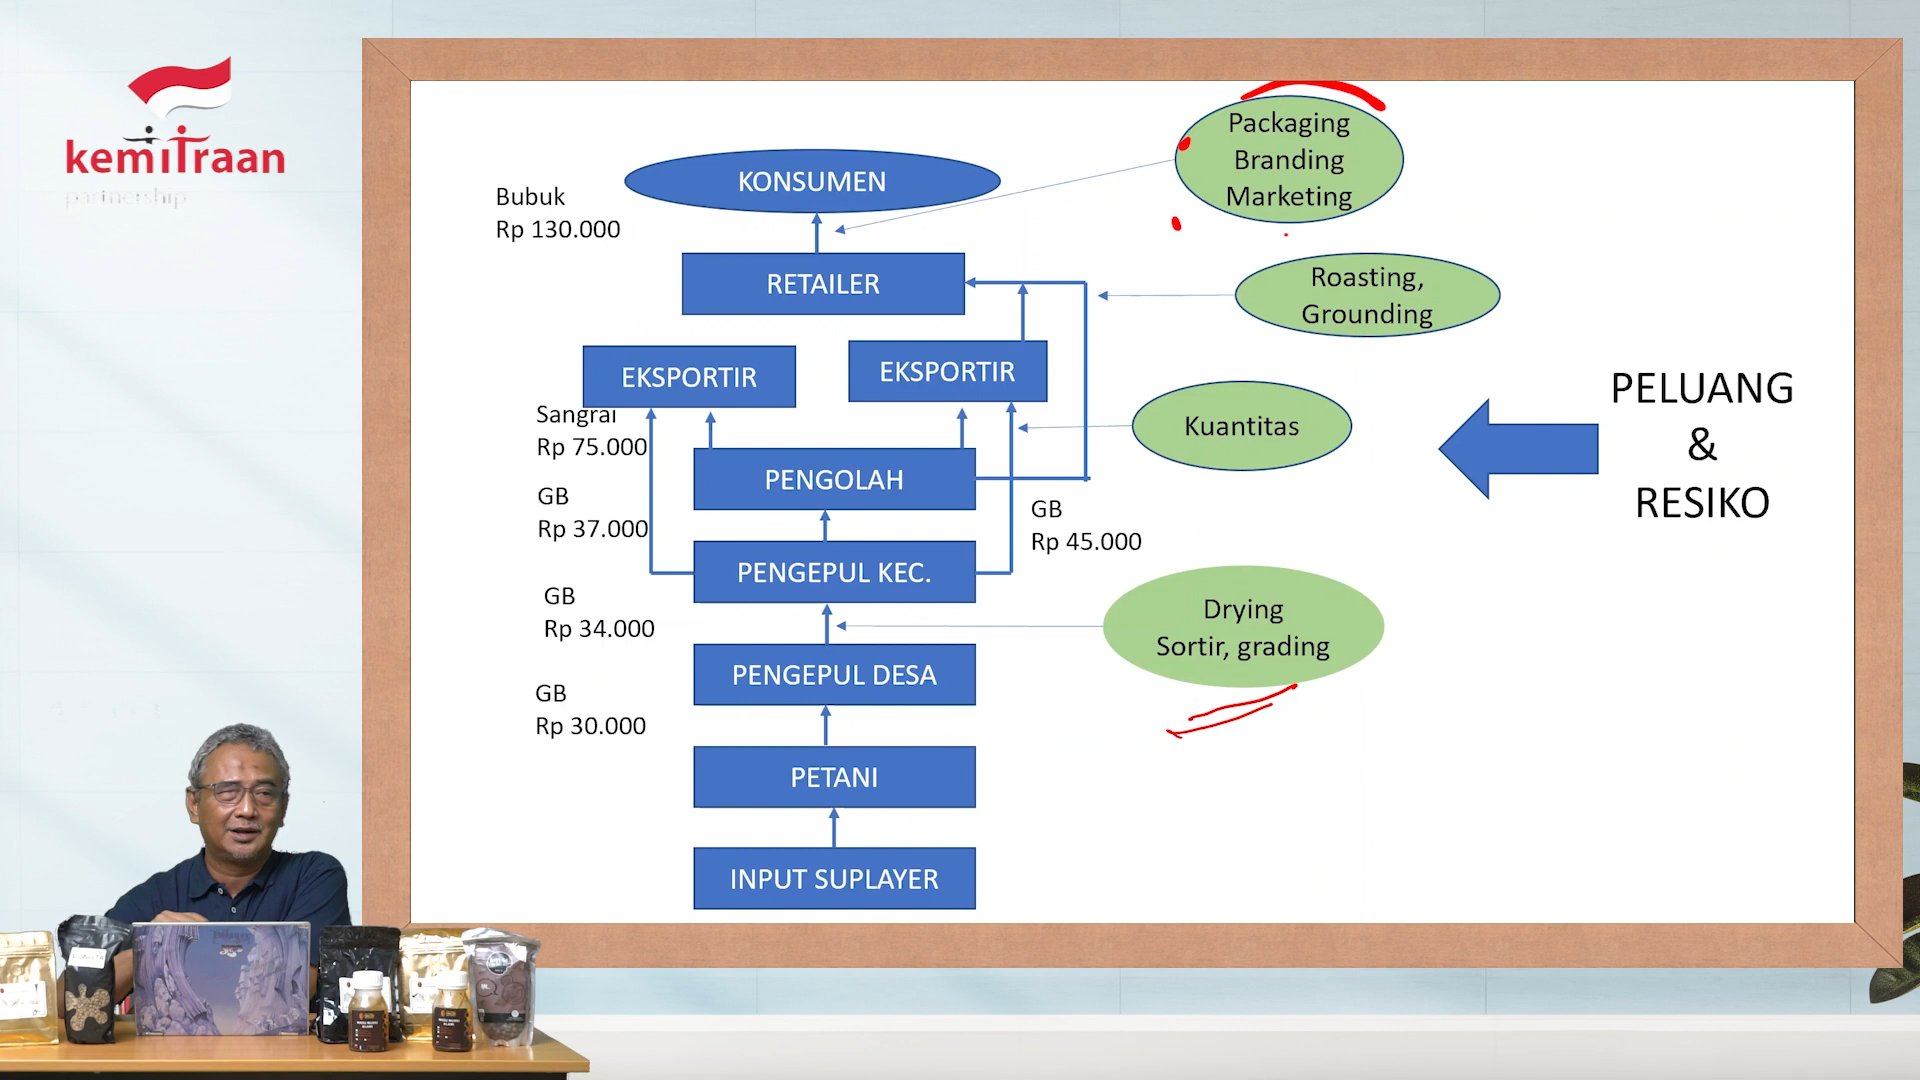 kemitraan
partnership
KONSUMEN
Bubuk
Rp 130.000
RETAILER
EKSPORTIR
EKSPORTIR
Sangrai
Rp 75.000
PENGOLAH
GB
Rp 37.000
GB
Rp 45.000
PENGEPUL KEC.
GB
Rp 34.000
PENGEPUL DESA
GB
Rp 30.000
PETANI
INPUT SUPLAYER
Packaging
Branding
Marketing
Roasting,
Grounding
Kuantitas
Drying
Sortir, grading
PELUANG
&
RESIKO